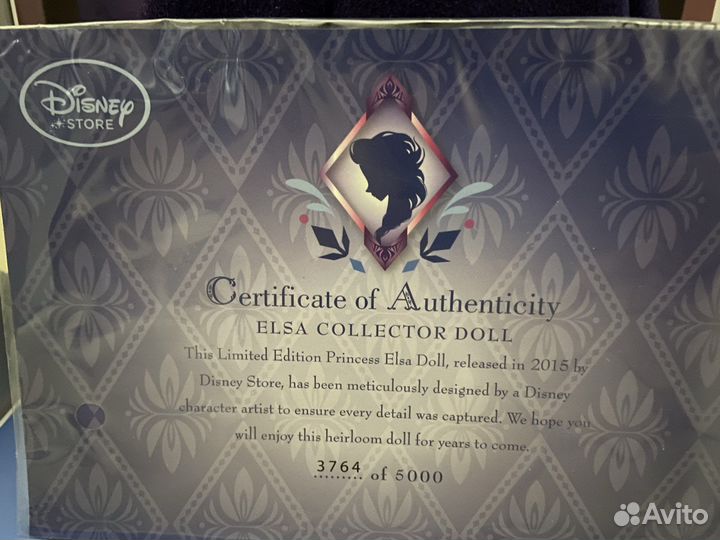 Disney
STORE
Certificate of Authenticity
ELSA COLLECTOR DOLL
This Limited Edition Princess Elsa Doll, released in 2015 by
Disney Store, has been meticulously designed by a Disney
character artist to ensure every detail was captured. We hope you
will enjoy this heirloom doll for years to come.
3764 of 5000
Avito